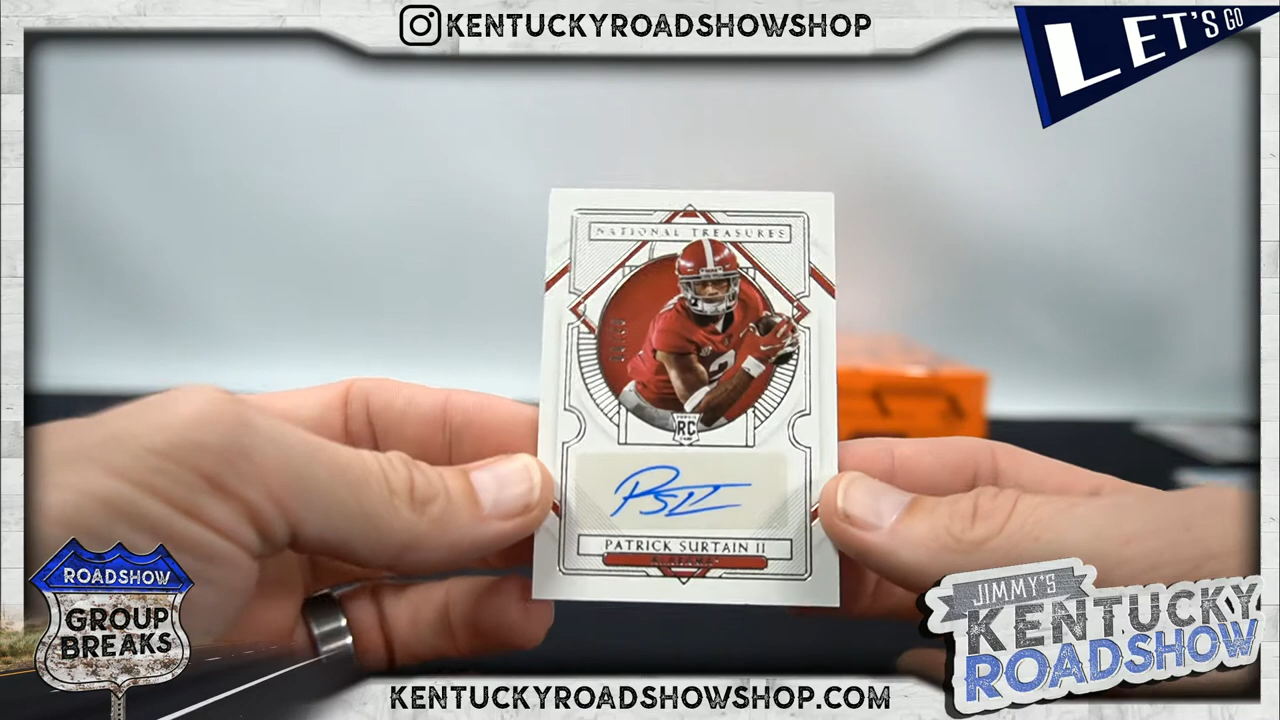 KENTUCKYROADSHOWSHOP
LET'S GO
NATIONAL TREASURES
RC
PATRICK SURTAIN II
ROADSHOW
GROUP
BREAKS
JIMMY'S
KENTUCKY
ROADSHOW
KENTUCKYROADSHOWSHOP.COM